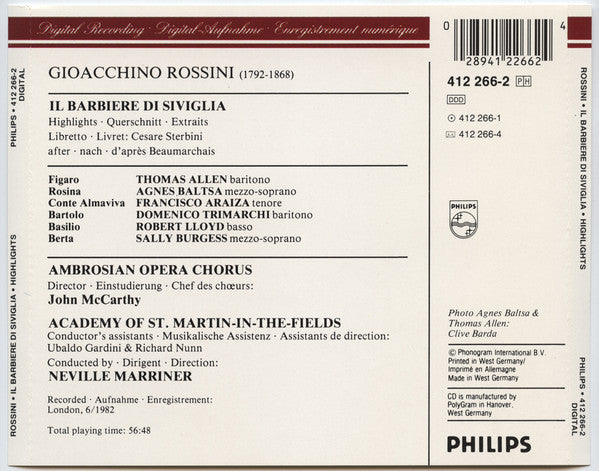 Digital Recording · Digital-Aufnahme · Enregistrement numérique
0 28941 22662 4
GIOACCHINO ROSSINI (1792-1868)
412 266-2 PH
DDD
412 266-1
412 266-4
IL BARBIERE DI SIVIGLIA
Highlights · Querschnitt · Extraits
Libretto · Livret: Cesare Sterbini
after · nach · d'après Beaumarchais
Figaro THOMAS ALLEN baritono
Rosina AGNES BALTSA mezzo-soprano
Conte Almaviva FRANCISCO ARAIZA tenore
Bartolo DOMENICO TRIMARCHI baritono
Basilio ROBERT LLOYD basso
Berta SALLY BURGESS mezzo-soprano
PHILIPS
AMBROSIAN OPERA CHORUS
Director · Einstudierung · Chef des chœurs:
John McCarthy
ACADEMY OF ST. MARTIN-IN-THE-FIELDS
Conductor's assistants · Musikalische Assistenz · Assistants de direction:
Ubaldo Gardini & Richard Nunn
Conducted by · Dirigent · Direction:
NEVILLE MARRINER
Recorded · Aufnahme · Enregistrement:
London, 6/1982
Total playing time: 56:48
Photo Agnes Baltsa &
Thomas Allen:
Clive Barda
Ⓟ Phonogram International B.V.
Printed in West Germany/
Imprimé en Allemagne
Made in West Germany
CD is manufactured by
PolyGram in Hanover,
West Germany
PHILIPS
ROSSINI • IL BARBIERE DI SIVIGLIA • HIGHLIGHTS
PHILIPS • 412 266-2
DIGITAL
ROSSINI • IL BARBIERE DI SIVIGLIA • HIGHLIGHTS
PHILIPS • 412 266-2
DIGITAL